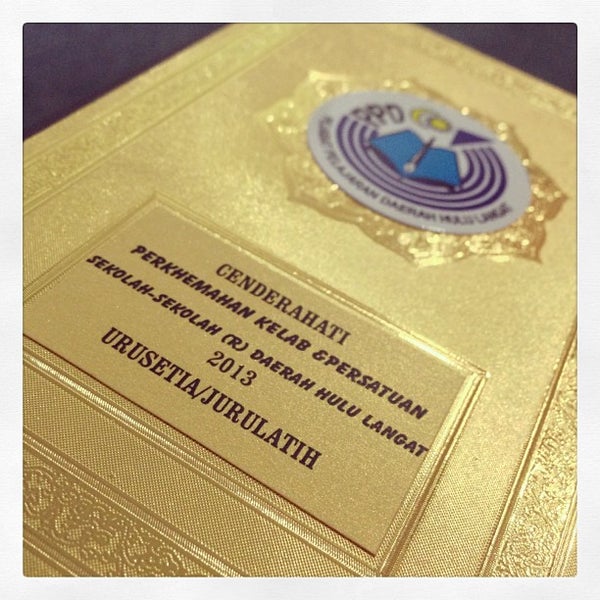 PPD
PEJABAT PELAJARAN DAERAH HULU LANGAT
CENDERAHATI
PERKHEMAHAN KELAB &PERSATUAN
SEKOLAH-SEKOLAH (R) DAERAH HULU LANGAT
2013
URUSETIA/JURULATIH